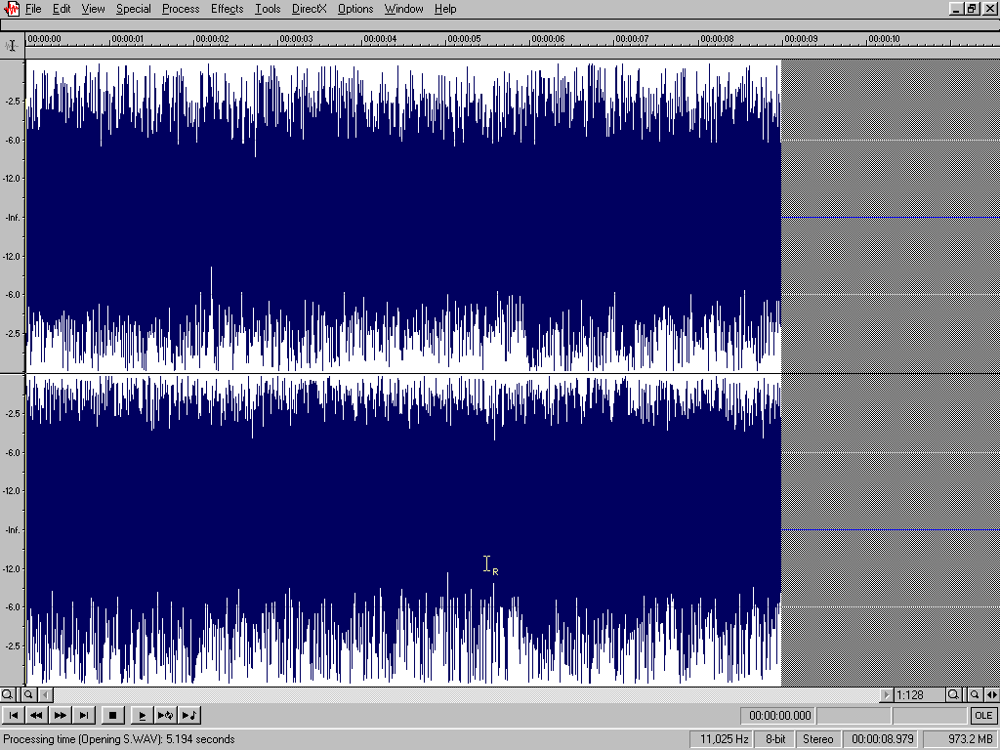 File Edit View Special Process Effects Tools DirectX Options Window Help
00:00:00 00:00:01 00:00:02 00:00:03 00:00:04 00:00:05 00:00:06 00:00:07 00:00:08 00:00:09 00:00:10
-2.5
-6.0
-12.0
-Inf.
-12.0
-6.0
-2.5
-2.5
-6.0
-12.0
-Inf.
-12.0
R
-6.0
-2.5
1:128
00:00:00.000 OLE
Processing time (Opening S.WAV): 5.194 seconds 11,025 Hz 8-bit Stereo 00:00:08.979 973.2 MB